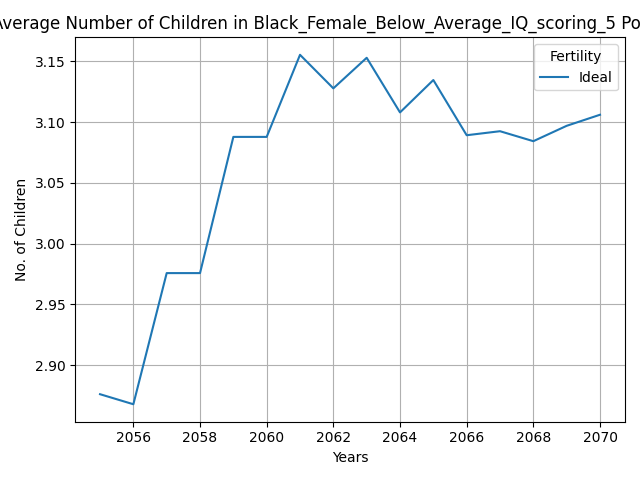 Average Number of Children in Black_Female_Below_Average_IQ_scoring_5 Po
Fertility
Ideal
3.15
3.10
3.05
3.00
2.95
2.90
No. of Children
2056 2058 2060 2062 2064 2066 2068 2070
Years